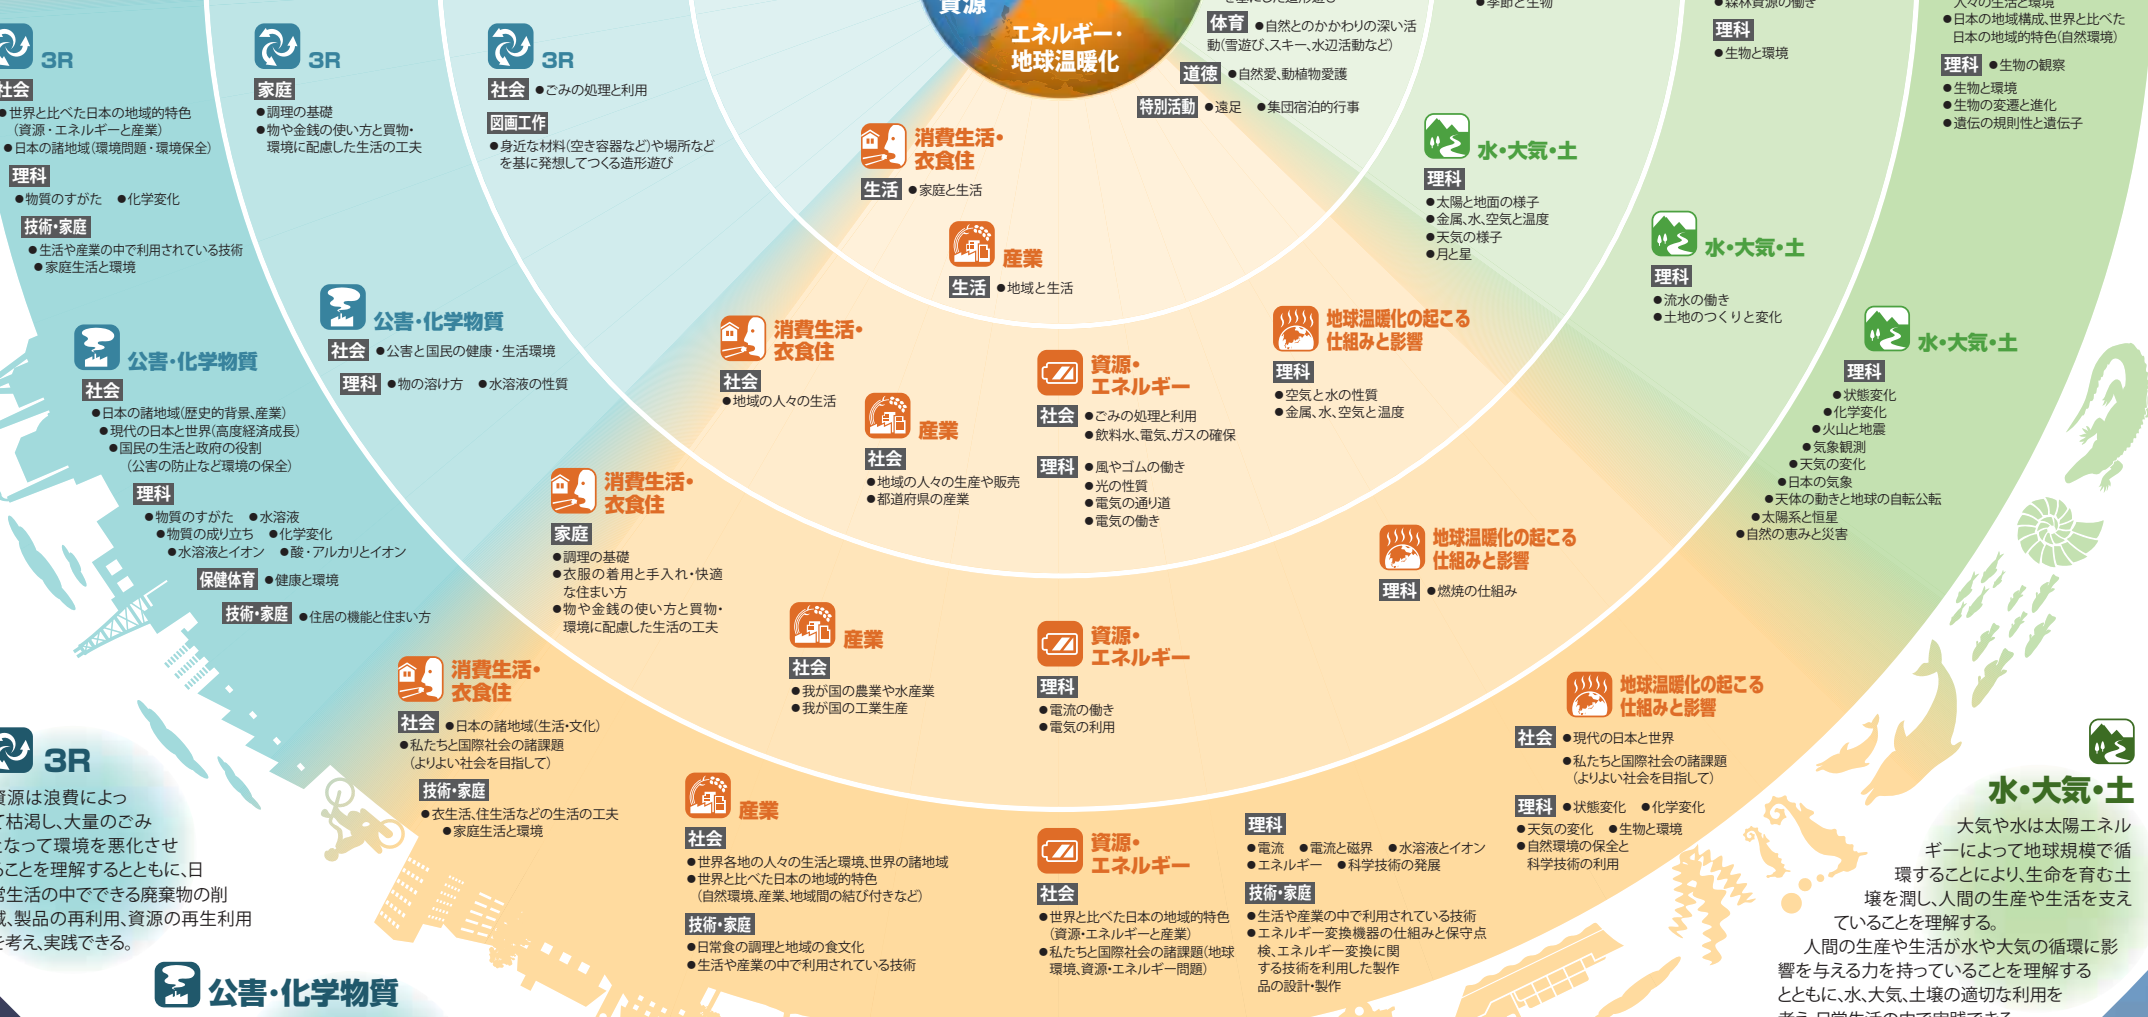 資源
エネルギー・
地球温暖化
体育 ●自然とのかかわりの深い活
動(雪遊び、スキー、水辺活動など)
道徳 ●自然愛、動植物愛護
特別活動 ●遠足 ●集団宿泊的行事
●季節と生物
●森林資源の働き
理科
●生物と環境
人々の生活と環境
●日本の地域構成、世界と比べた
日本の地域的特色(自然環境)
理科 ●生物の観察
●生物と環境
●生物の変遷と進化
●遺伝の規則性と遺伝子
3R
社会
●世界と比べた日本の地域的特色
(資源・エネルギーと産業)
●日本の諸地域(環境問題・環境保全)
理科
●物質のすがた ●化学変化
技術・家庭
●生活や産業の中で利用されている技術
●家庭生活と環境
3R
家庭
●調理の基礎
●物や金銭の使い方と買物・
環境に配慮した生活の工夫
3R
社会 ●ごみの処理と利用
図画工作
●身近な材料(空き容器など)や場所など
を基に発想してつくる造形遊び
消費生活・
衣食住
生活 ●家庭と生活
産業
生活 ●地域と生活
水・大気・土
理科
●太陽と地面の様子
●金属、水、空気と温度
●天気の様子
●月と星
水・大気・土
理科
●流水の働き
●土地のつくりと変化
水・大気・土
理科
●状態変化
●化学変化
●火山と地震
●気象観測
●天気の変化
●日本の気象
●天体の動きと地球の自転公転
●太陽系と恒星
●自然の恵みと災害
公害・化学物質
社会
●日本の諸地域(歴史的背景、産業)
●現代の日本と世界(高度経済成長)
●国民の生活と政府の役割
(公害の防止など環境の保全)
理科
●物質のすがた ●水溶液
●物質の成り立ち ●化学変化
●水溶液とイオン ●酸・アルカリとイオン
保健体育 ●健康と環境
技術・家庭 ●住居の機能と住まい方
公害・化学物質
社会 ●公害と国民の健康・生活環境
理科 ●物の溶け方 ●水溶液の性質
消費生活・
衣食住
社会
●地域の人々の生活
産業
社会
●地域の人々の生産や販売
●都道府県の産業
資源・
エネルギー
社会 ●ごみの処理と利用
●飲料水、電気、ガスの確保
理科 ●風やゴムの働き
●光の性質
●電気の通り道
●電気の働き
地球温暖化の起こる
仕組みと影響
理科
●空気と水の性質
●金属、水、空気と温度
消費生活・
衣食住
家庭
●調理の基礎
●衣服の着用と手入れ・快適
な住まい方
●物や金銭の使い方と買物・
環境に配慮した生活の工夫
産業
社会
●我が国の農業や水産業
●我が国の工業生産
資源・
エネルギー
理科
●電流の働き
●電気の利用
地球温暖化の起こる
仕組みと影響
理科 ●燃焼の仕組み
消費生活・
衣食住
社会 ●日本の諸地域(生活・文化)
●私たちと国際社会の諸課題
(よりよい社会を目指して)
技術・家庭
●衣生活、住生活などの生活の工夫
●家庭生活と環境
産業
社会
●世界各地の人々の生活と環境、世界の諸地域
●世界と比べた日本の地域的特色
(自然環境、産業、地域間の結び付きなど)
技術・家庭
●日常食の調理と地域の食文化
●生活や産業の中で利用されている技術
資源・
エネルギー
社会
●世界と比べた日本の地域的特色
(資源・エネルギーと産業)
●私たちと国際社会の諸課題(地球
環境、資源・エネルギー問題)
理科
●電流 ●電流と磁界 ●水溶液とイオン
●エネルギー ●科学技術の発展
技術・家庭
●生活や産業の中で利用されている技術
●エネルギー変換機器の仕組みと保守点
検、エネルギー変換に関
する技術を利用した製作
品の設計・製作
地球温暖化の起こる
仕組みと影響
社会 ●現代の日本と世界
●私たちと国際社会の諸課題
(よりよい社会を目指して)
理科 ●状態変化 ●化学変化
●天気の変化 ●生物と環境
●自然環境の保全と
科学技術の利用
3R
資源は浪費によっ
て枯渇し、大量のごみ
となって環境を悪化させ
ることを理解するとともに、日
常生活の中でできる廃棄物の削
減、製品の再利用、資源の再生利用
を考え、実践できる。
公害・化学物質
水・大気・土
大気や水は太陽エネル
ギーによって地球規模で循
環することにより、生命を育む土
壌を潤し、人間の生産や生活を支え
ていることを理解する。
人間の生産や生活が水や大気の循環に影
響を与える力を持っていることを理解する
とともに、水、大気、土壌の適切な利用を
考え、日常生活の中で実践できる